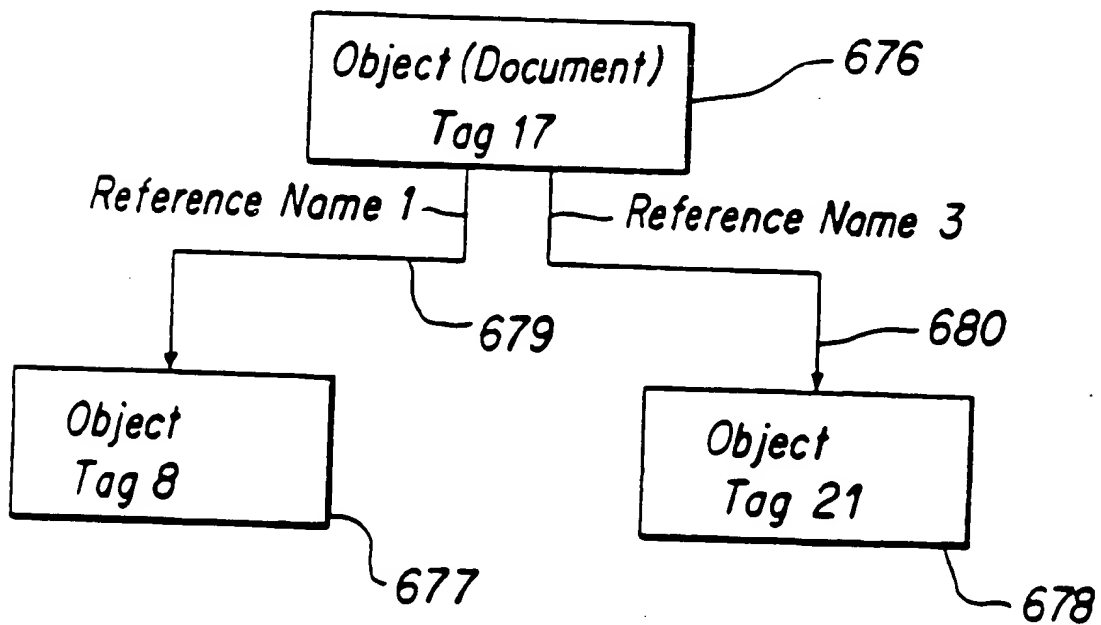 Object (Document)
Tag 17
676
Reference Name 1
Reference Name 3
679
680
Object
Tag 8
677
Object
Tag 21
678